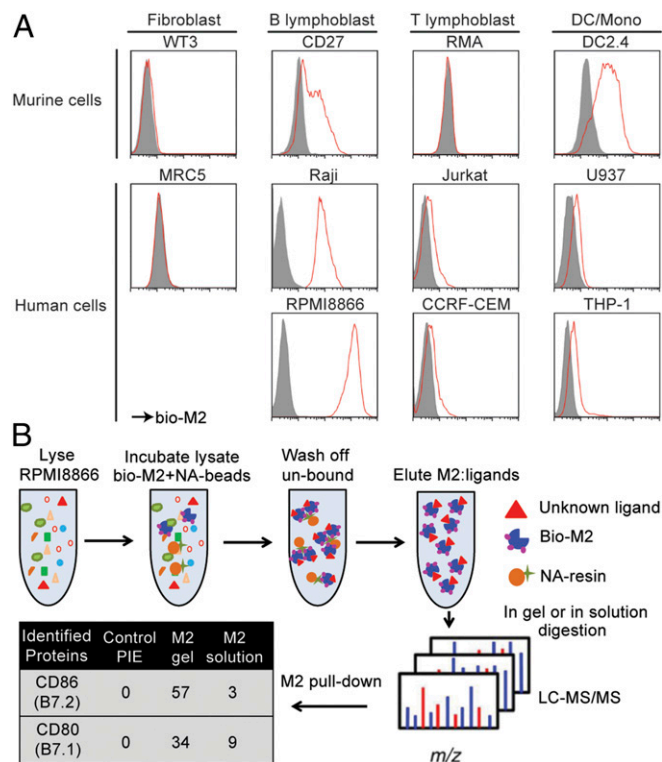 A
Fibroblast B lymphoblast T lymphoblast DC/Mono
WT3 CD27 RMA DC2.4
Murine cells
MRC5 Raji Jurkat U937
Human cells
RPMI8866 CCRF-CEM THP-1
→bio-M2
B
Lyse
RPMI8866
Incubate lysate
bio-M2+NA-beads
Wash off
un-bound
Elute M2:ligands
Unknown ligand
Bio-M2
NA-resin
In gel or in solution
digestion
LC-MS/MS
m/z
M2 pull-down
Identified Proteins Control PIE M2 gel M2 solution
CD86 (B7.2) 0 57 3
CD80 (B7.1) 0 34 9